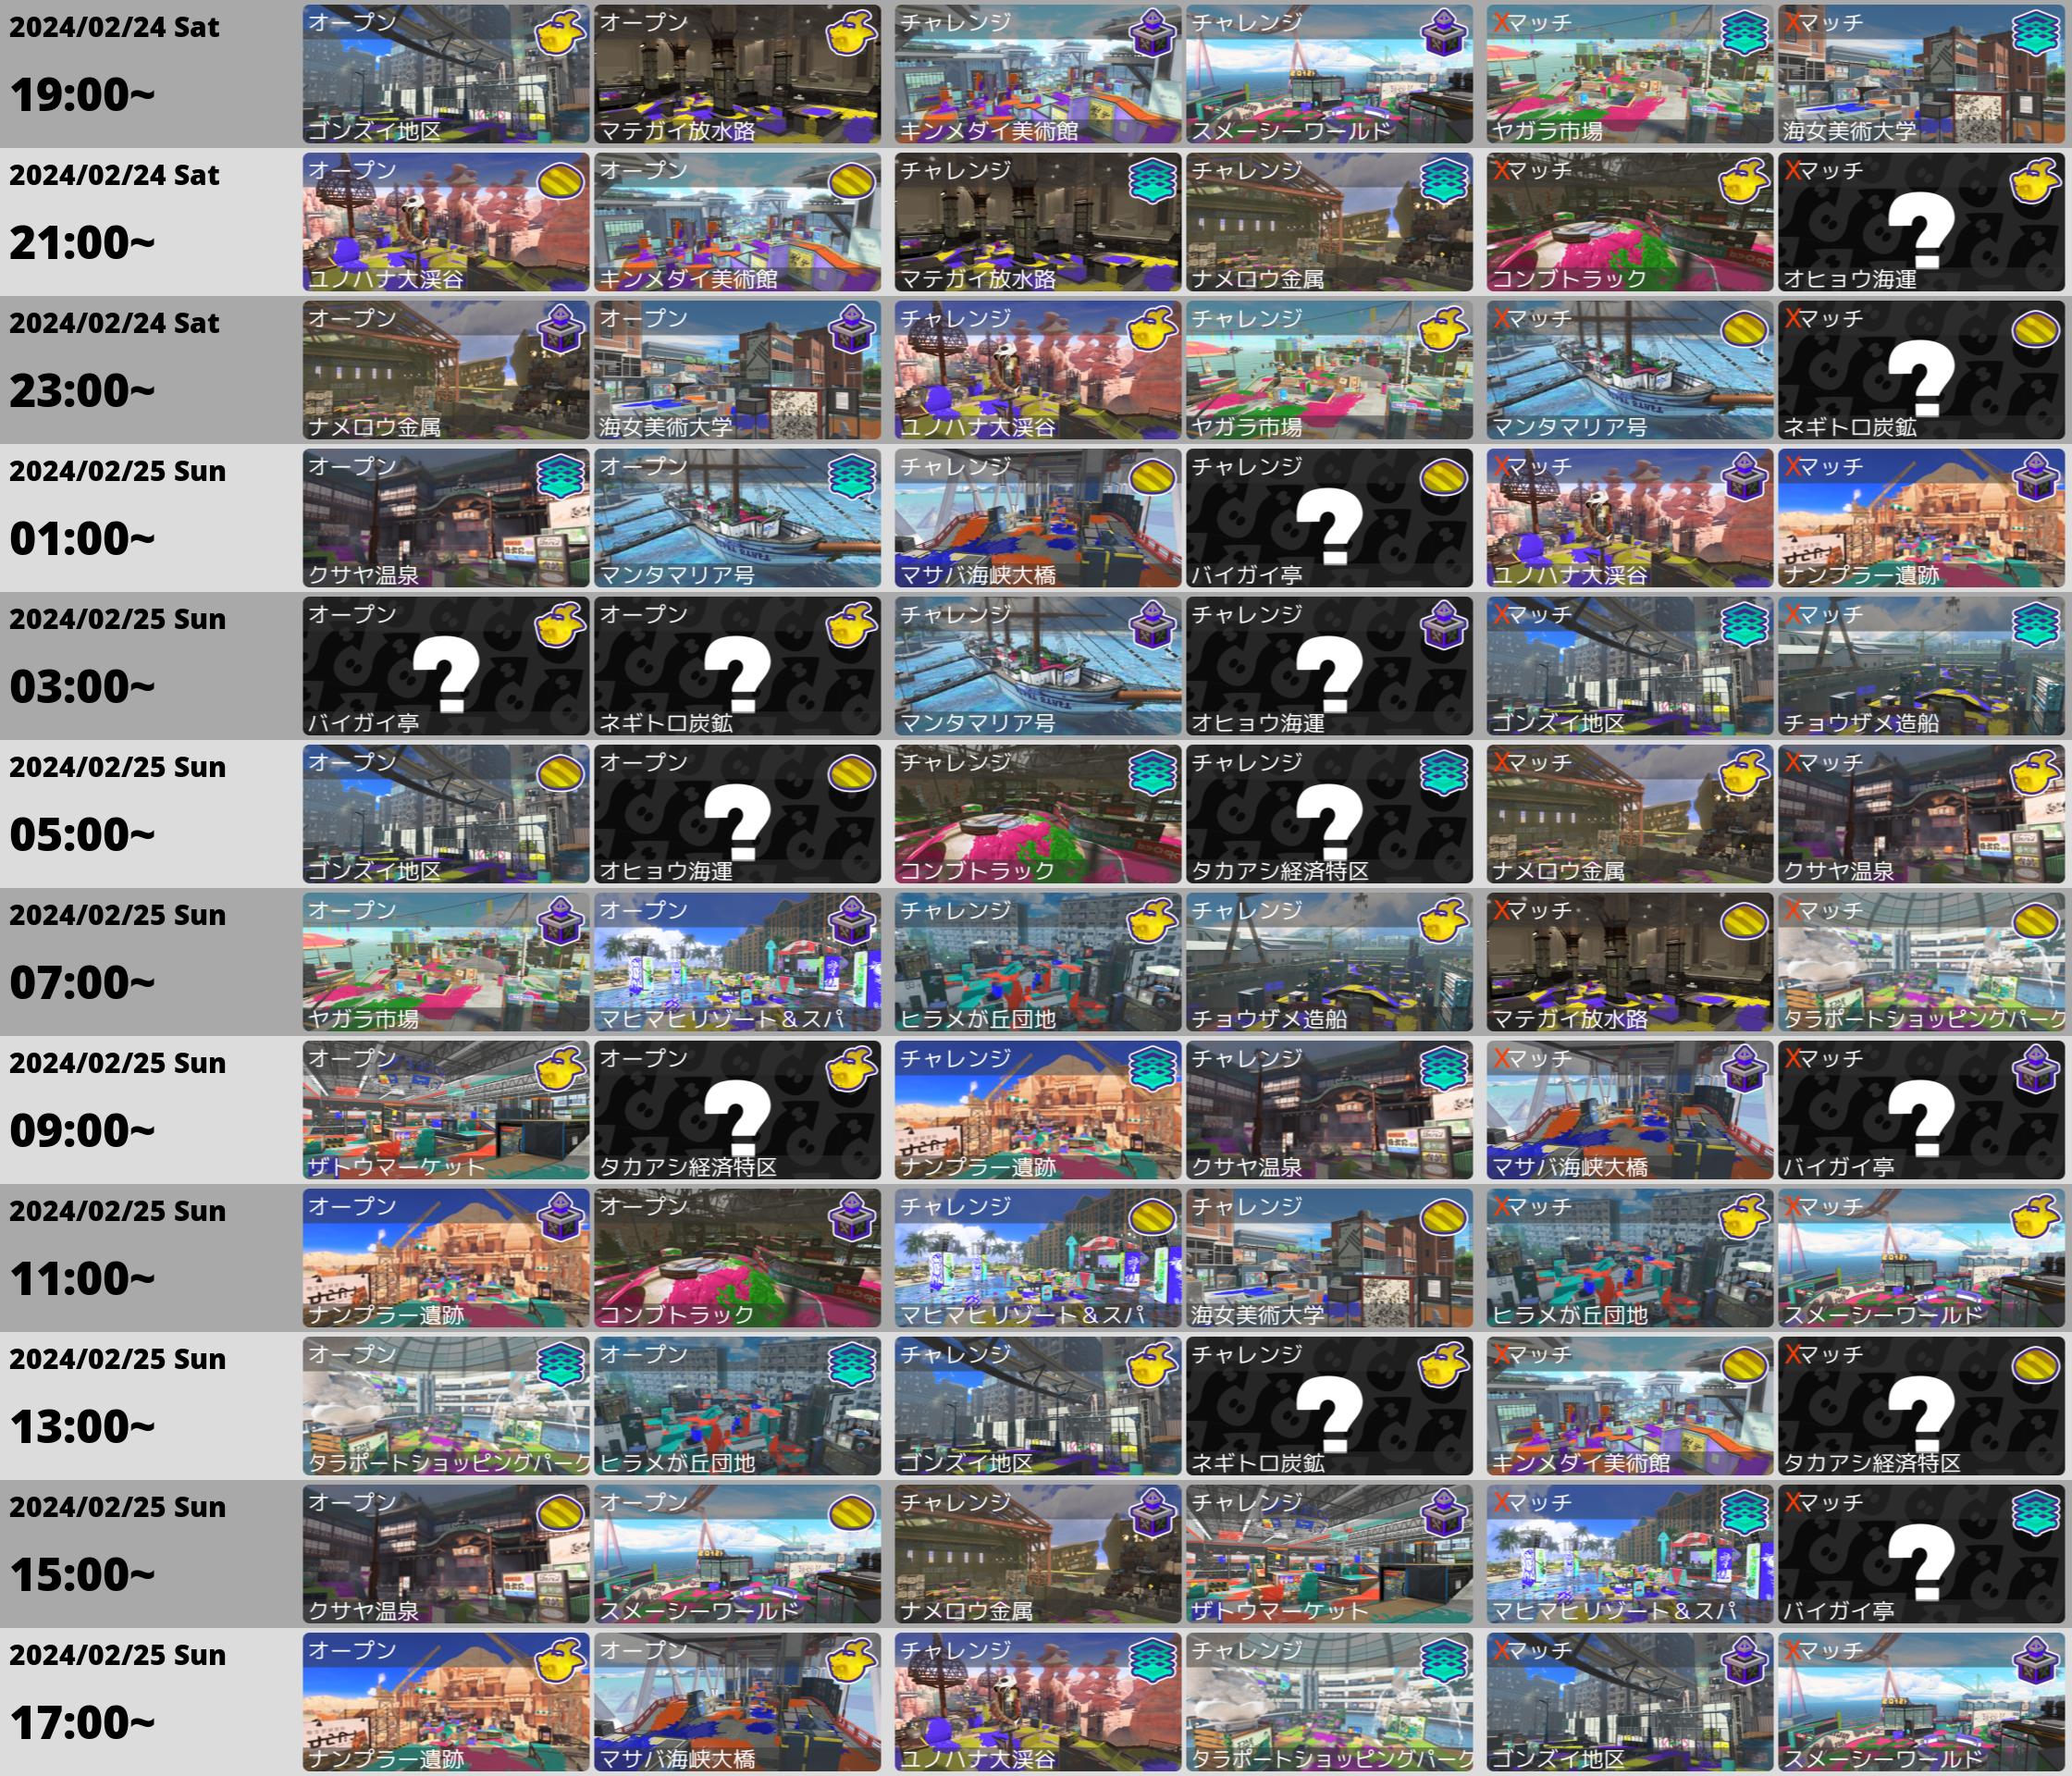 2024/02/24 Sat
19:00~
オープン
ゴンズイ地区
オープン
マテガイ放水路
チャレンジ
キンメダイ美術館
チャレンジ
スメーシーワールド
Xマッチ
ヤガラ市場
Xマッチ
海女美術大学
2024/02/24 Sat
21:00~
オープン
ユノハナ大渓谷
オープン
キンメダイ美術館
チャレンジ
マテガイ放水路
チャレンジ
ナメロウ金属
Xマッチ
コンブトラック
Xマッチ
?
オヒョウ海運
2024/02/24 Sat
23:00~
オープン
ナメロウ金属
オープン
海女美術大学
チャレンジ
ユノハナ大渓谷
チャレンジ
ヤガラ市場
Xマッチ
マンタマリア号
Xマッチ
?
ネギトロ炭鉱
2024/02/25 Sun
01:00~
オープン
クサヤ温泉
オープン
マンタマリア号
チャレンジ
マサバ海峡大橋
チャレンジ
?
バイガイ亭
Xマッチ
ユノハナ大渓谷
Xマッチ
ナンプラー遺跡
2024/02/25 Sun
03:00~
オープン
?
バイガイ亭
オープン
?
ネギトロ炭鉱
チャレンジ
マンタマリア号
チャレンジ
?
オヒョウ海運
Xマッチ
ゴンズイ地区
Xマッチ
チョウザメ造船
2024/02/25 Sun
05:00~
オープン
ゴンズイ地区
オープン
?
オヒョウ海運
チャレンジ
コンブトラック
チャレンジ
?
タカアシ経済特区
Xマッチ
ナメロウ金属
Xマッチ
クサヤ温泉
2024/02/25 Sun
07:00~
オープン
ヤガラ市場
オープン
マヒマヒリゾート&スパ
チャレンジ
ヒラメが丘団地
チャレンジ
チョウザメ造船
Xマッチ
マテガイ放水路
Xマッチ
タラポートショッピングパーク
2024/02/25 Sun
09:00~
オープン
ザトウマーケット
オープン
?
タカアシ経済特区
チャレンジ
ナンプラー遺跡
チャレンジ
クサヤ温泉
Xマッチ
マサバ海峡大橋
Xマッチ
?
バイガイ亭
2024/02/25 Sun
11:00~
オープン
ナンプラー遺跡
オープン
コンブトラック
チャレンジ
マヒマヒリゾート&スパ
チャレンジ
海女美術大学
Xマッチ
ヒラメが丘団地
Xマッチ
スメーシーワールド
2024/02/25 Sun
13:00~
オープン
タラポートショッピングパーク
オープン
ヒラメが丘団地
チャレンジ
ゴンズイ地区
チャレンジ
?
ネギトロ炭鉱
Xマッチ
キンメダイ美術館
Xマッチ
?
タカアシ経済特区
2024/02/25 Sun
15:00~
オープン
クサヤ温泉
オープン
スメーシーワールド
チャレンジ
ナメロウ金属
チャレンジ
ザトウマーケット
Xマッチ
マヒマヒリゾート&スパ
Xマッチ
?
バイガイ亭
2024/02/25 Sun
17:00~
オープン
ナンプラー遺跡
オープン
マサバ海峡大橋
チャレンジ
ユノハナ大渓谷
チャレンジ
タラポートショッピングパーク
Xマッチ
ゴンズイ地区
Xマッチ
スメーシーワールド